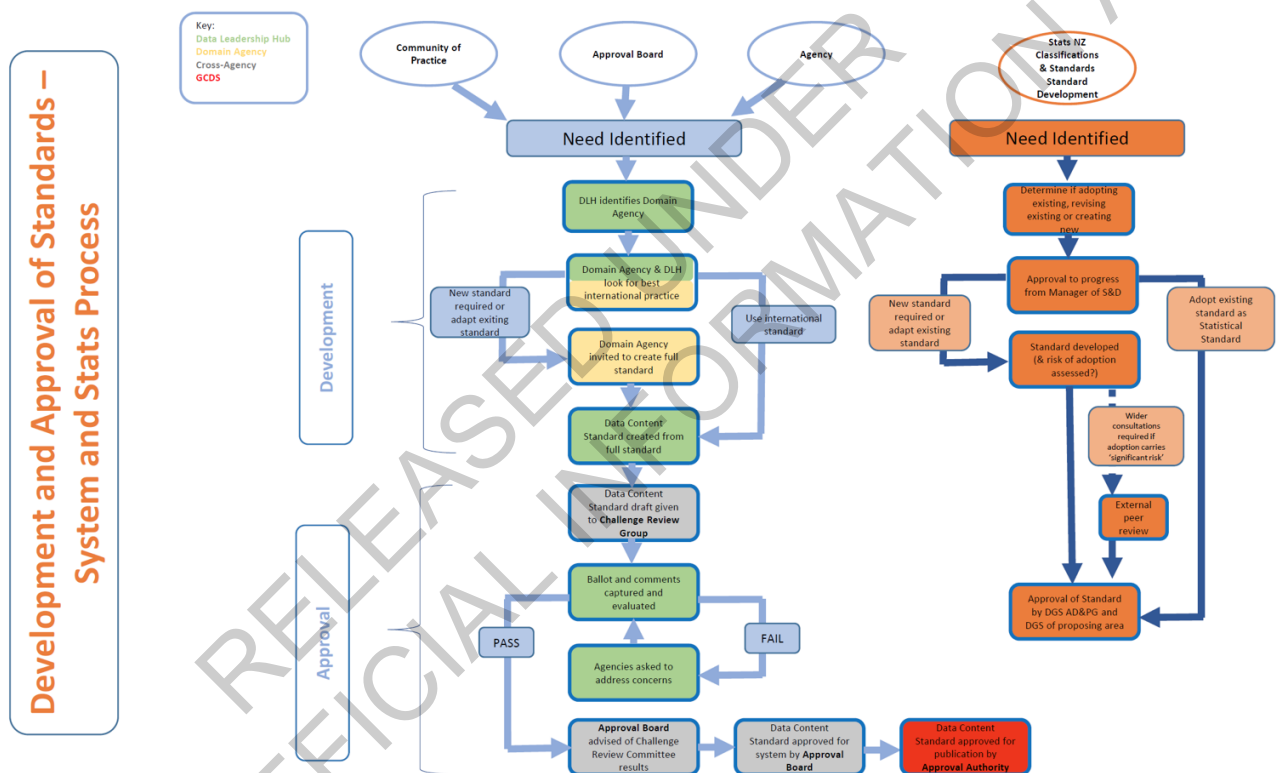 Development and Approval of Standards –
System and Stats Process
Key:
Data Leadership Hub
Domain Agency
Cross-Agency
GCDS
Community of
Practice
Approval Board
Agency
Need Identified
Development
DLH identifies Domain
Agency
Domain Agency & DLH
look for best
international practice
New standard
required or
adapt exiting
standard
Use international
standard
Domain Agency
invited to create full
standard
Data Content
Standard created from
full standard
Approval
Data Content
Standard draft given
to Challenge Review
Group
Ballot and comments
captured and
evaluated
PASS
FAIL
Agencies asked to
address concerns
Approval Board
advised of Challenge
Review Committee
results
Data Content
Standard approved for
system by Approval
Board
Data Content
Standard approved for
publication by
Approval Authority
Stats NZ
Classifications
& Standards
Standard
Development
Need Identified
Determine if adopting
existing, revising
existing or creating
new
Approval to progress
from Manager of S&D
New standard
required or
adapt existing
standard
Adopt existing
standard as
Statistical
Standard
Standard developed
(& risk of adoption
assessed?)
Wider
consultations
required if
adoption carries
'significant risk'
External
peer
review
Approval of Standard
by DGS AD&PG and
DGS of proposing area
RELEASED UNDER
OFFICIAL INFORMATION A